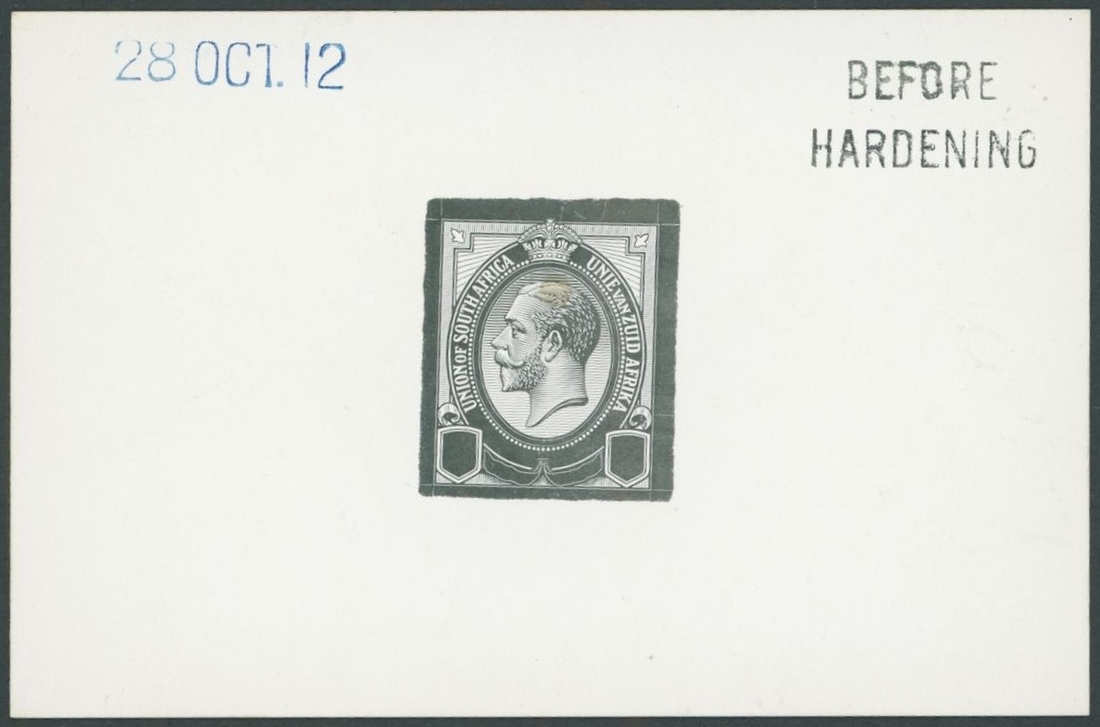 28 OCT. 12
BEFORE
HARDENING
UNION OF SOUTH AFRICA
UNIE VAN ZUID AFRIKA